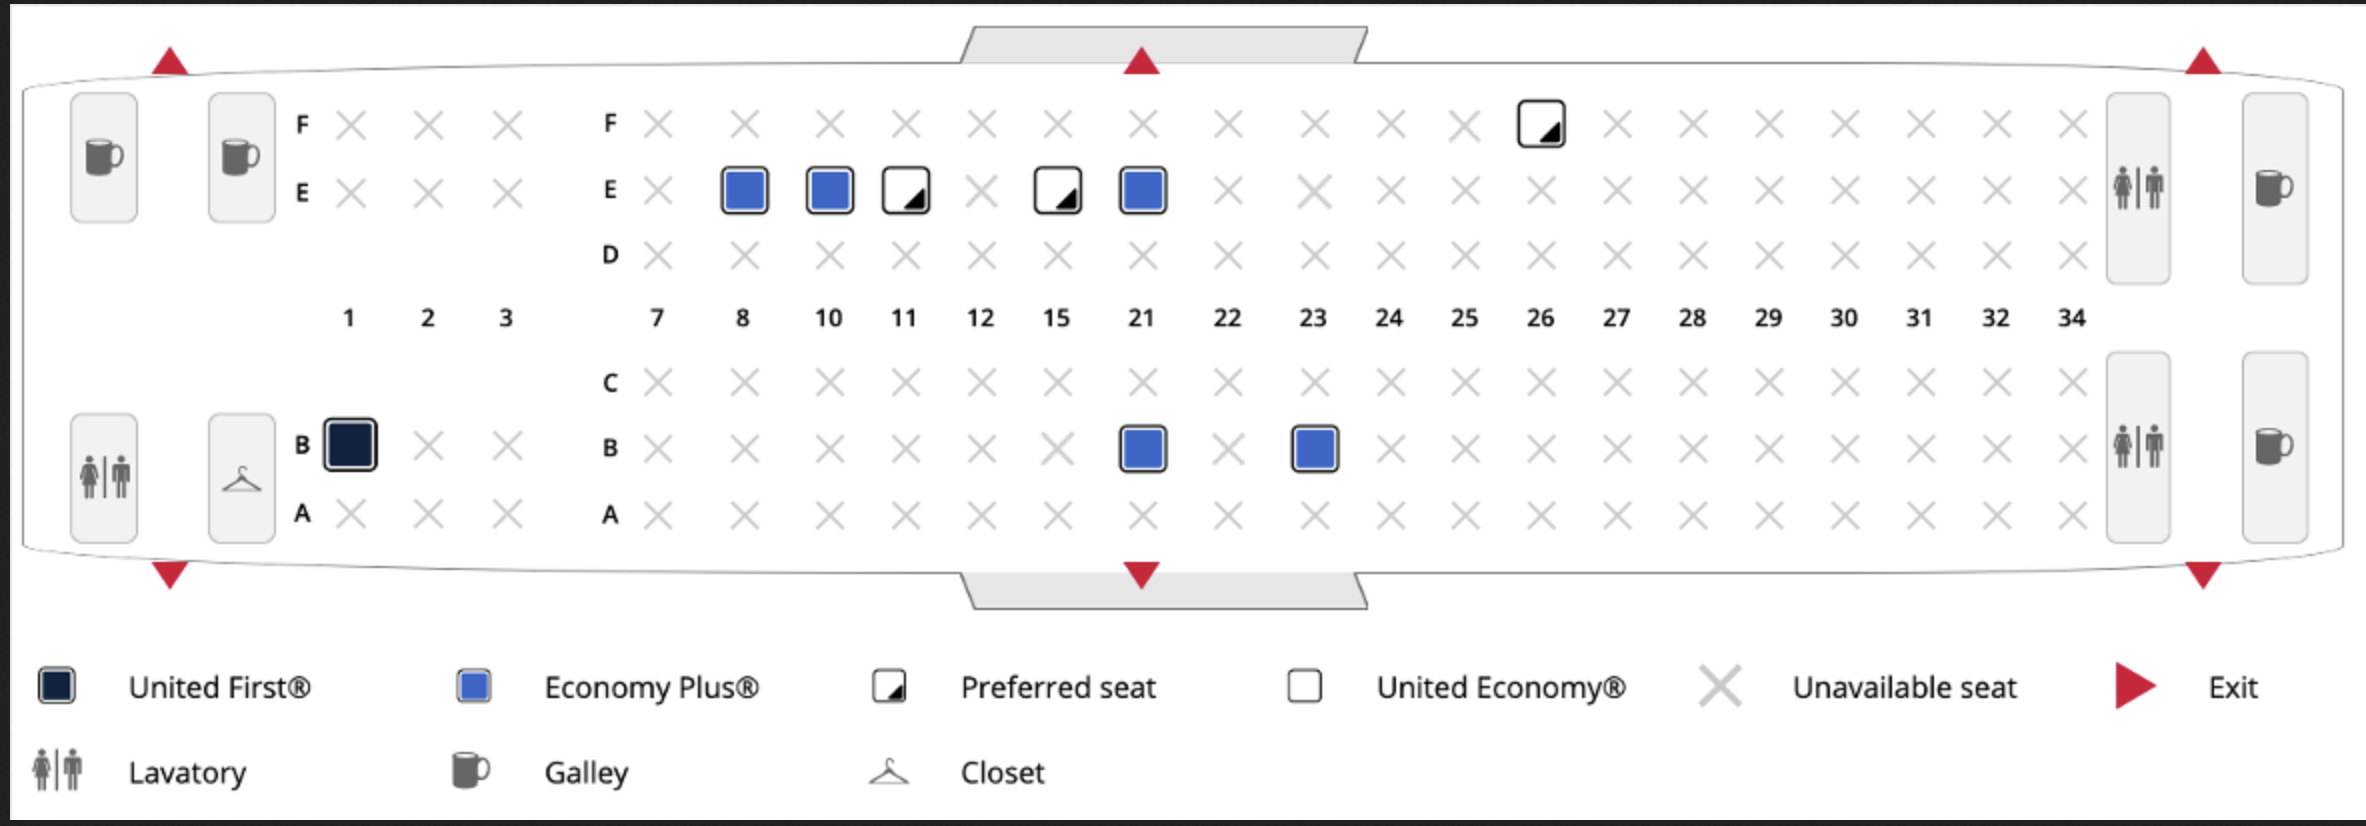 F F
E E
D
1 2 3 7 8 10 11 12 15 21 22 23 24 25 26 27 28 29 30 31 32 34
C
B B
A A
United First® Economy Plus® Preferred seat United Economy® Unavailable seat Exit
Lavatory Galley Closet